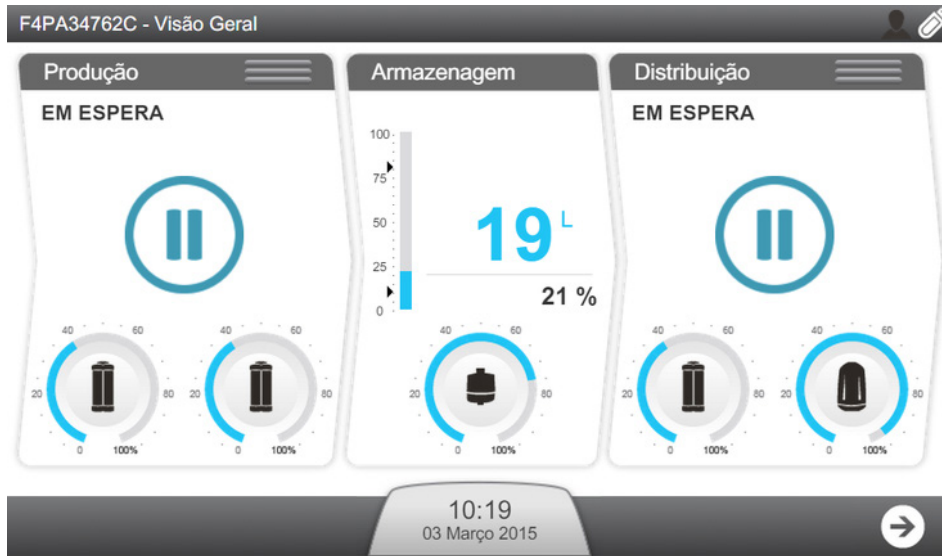 F4PA34762C - Visão Geral
Produção
EM ESPERA
40 60
20 80
0 100%
40 60
20 80
0 100%
Armazenagem
100
75
50
25
0
19 L
21 %
40 60
20 80
0 100%
Distribuição
EM ESPERA
40 60
20 80
0 100%
40 60
20 80
0 100%
10:19
03 Março 2015